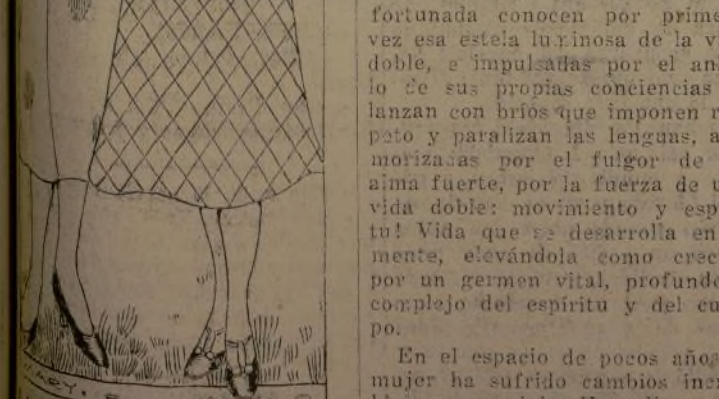 fortunada conocen por prime
vez esa estela luminosa de la v
doble, e impulsadas por el an
io de sus propias conciencias
lanzan con bríos que imponen r
peto y paralizan las lenguas, a
morizadas por el fulgor de
alma fuerte, por la fuerza de u
vida doble: movimiento y esp
tu! Vida que se desarrolla en
mente, elevándola como crec
por un germen vital, profund
complejo del espíritu y del cu
po.
En el espacio de pocos años
mujer ha sufrido cambios incr